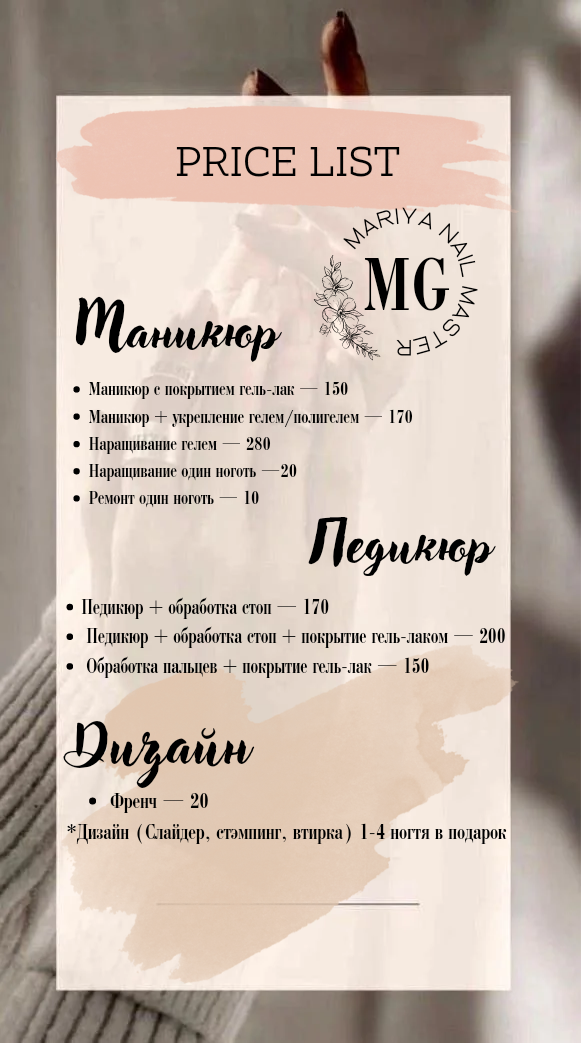 PRICE LIST
MARIYA NAIL MASTER
MG
Маникюр
• Маникюр с покрытием гель-лак — 150
• Маникюр + укрепление гелем/полигелем — 170
• Наращивание гелем — 280
• Наращивание один ноготь —20
• Ремонт один ноготь — 10
Педикюр
• Педикюр + обработка стоп — 170
• Педикюр + обработка стоп + покрытие гель-лаком — 200
• Обработка пальцев + покрытие гель-лак — 150
Дизайн
• Френч — 20
*Дизайн (Слайдер, стэмпинг, втирка) 1-4 ногтя в подарок